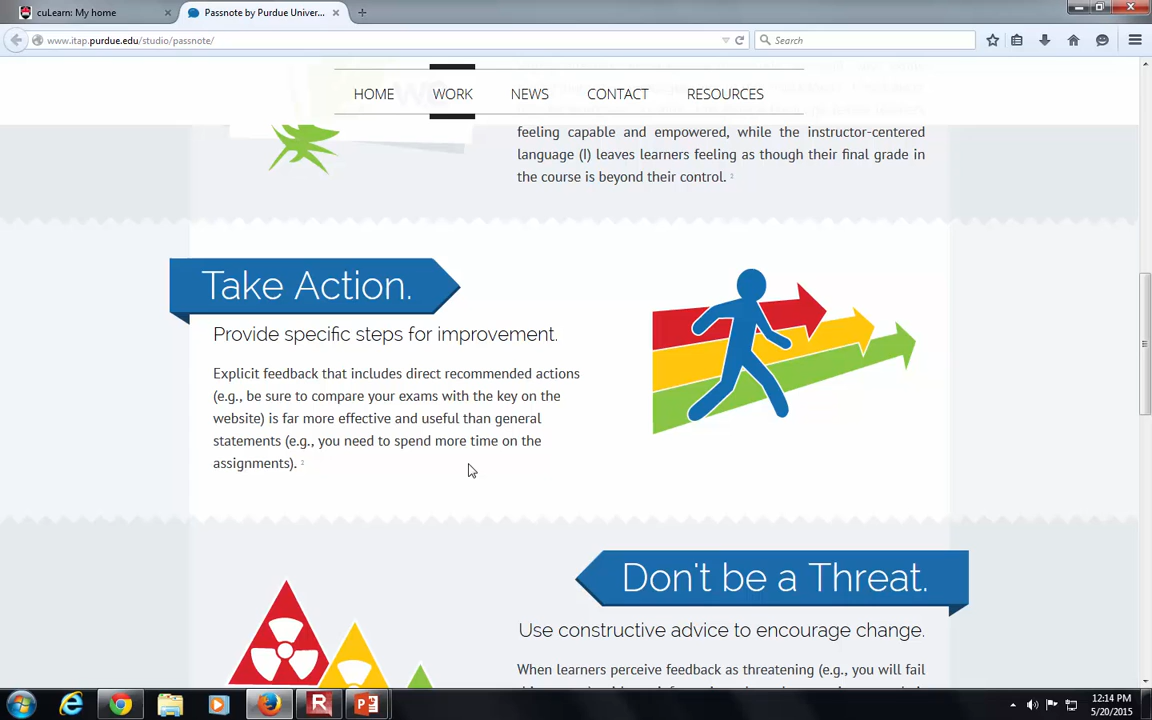 cuLearn: My home
Passnote by Purdue Univer...
www.itap.purdue.edu/studio/passnote/
Search
HOME WORK NEWS CONTACT RESOURCES
feeling capable and empowered, while the instructor-centered
language (I) leaves learners feeling as though their final grade in
the course is beyond their control. 2
Take Action.
Provide specific steps for improvement.
Explicit feedback that includes direct recommended actions
(e.g., be sure to compare your exams with the key on the
website) is far more effective and useful than general
statements (e.g., you need to spend more time on the
assignments). 2
Don't be a Threat.
Use constructive advice to encourage change.
When learners perceive feedback as threatening (e.g., you will fail
12:14 PM
5/20/2015